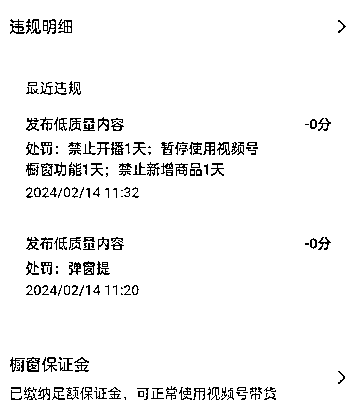 违规明细
最近违规
发布低质量内容 -0分
处罚：禁止开播1天；暂停使用视频号
橱窗功能1天；禁止新增商品1天
2024/02/14 11:32
发布低质量内容 -0分
处罚：弹窗提
2024/02/14 11:20
橱窗保证金
已缴纳足额保证金，可正常使用视频号带货